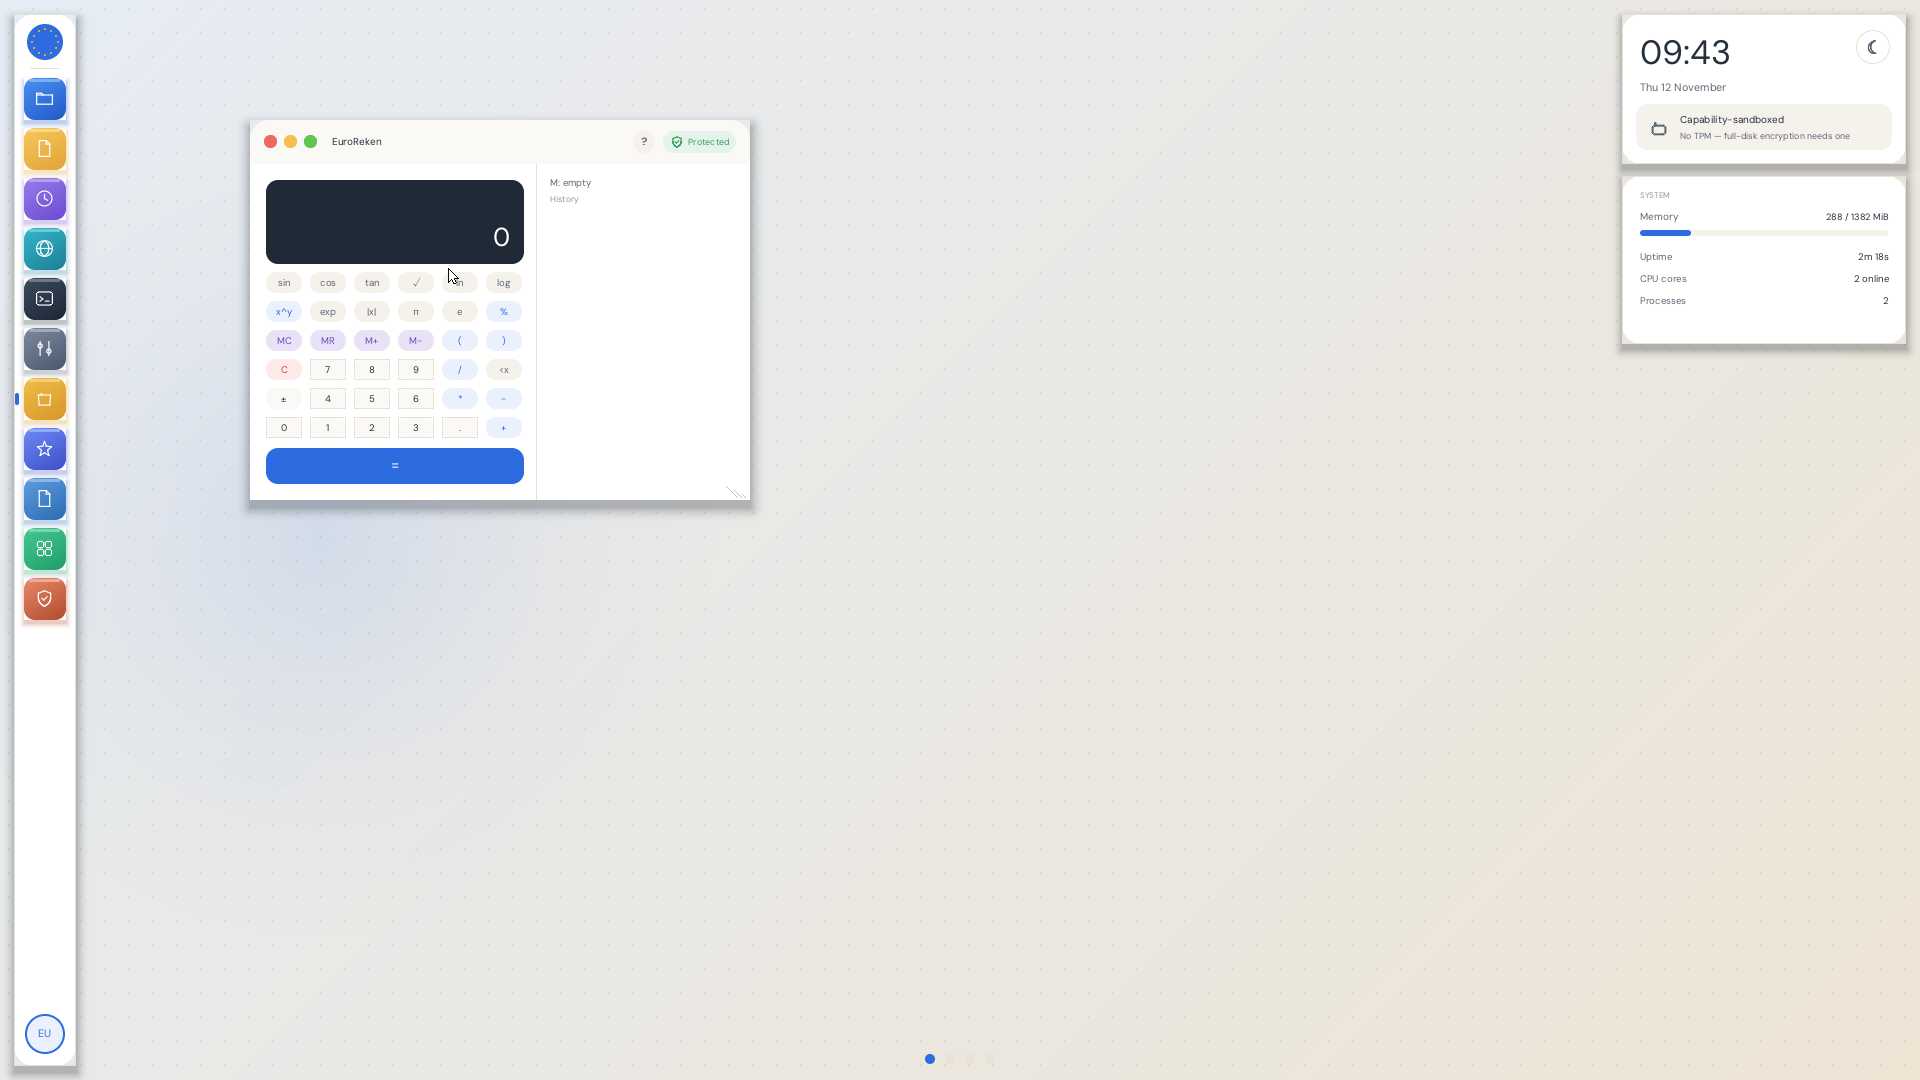 EuroReken
?
Protected
0
M: empty
History
sin cos tan √ ln log
x^y exp |x| π e %
MC MR M+ M- ( )
C 7 8 9 / <x
± 4 5 6 * -
0 1 2 3 . +
=
09:43
Thu 12 November
Capability-sandboxed
No TPM — full-disk encryption needs one
SYSTEM
Memory 288 / 1382 MiB
Uptime 2m 18s
CPU cores 2 online
Processes 2
EU